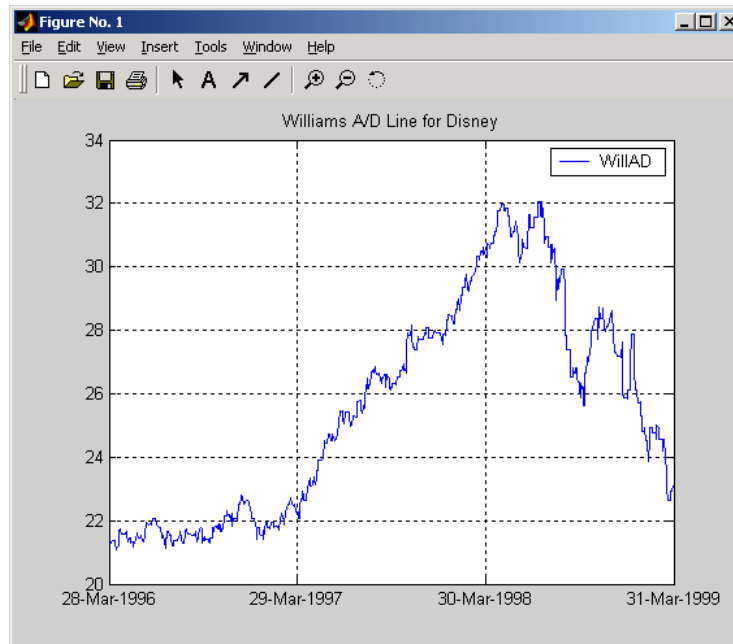 Figure No. 1
File Edit View Insert Tools Window Help
A
Williams A/D Line for Disney
WillAD
34
32
30
28
26
24
22
20
28-Mar-1996 29-Mar-1997 30-Mar-1998 31-Mar-1999